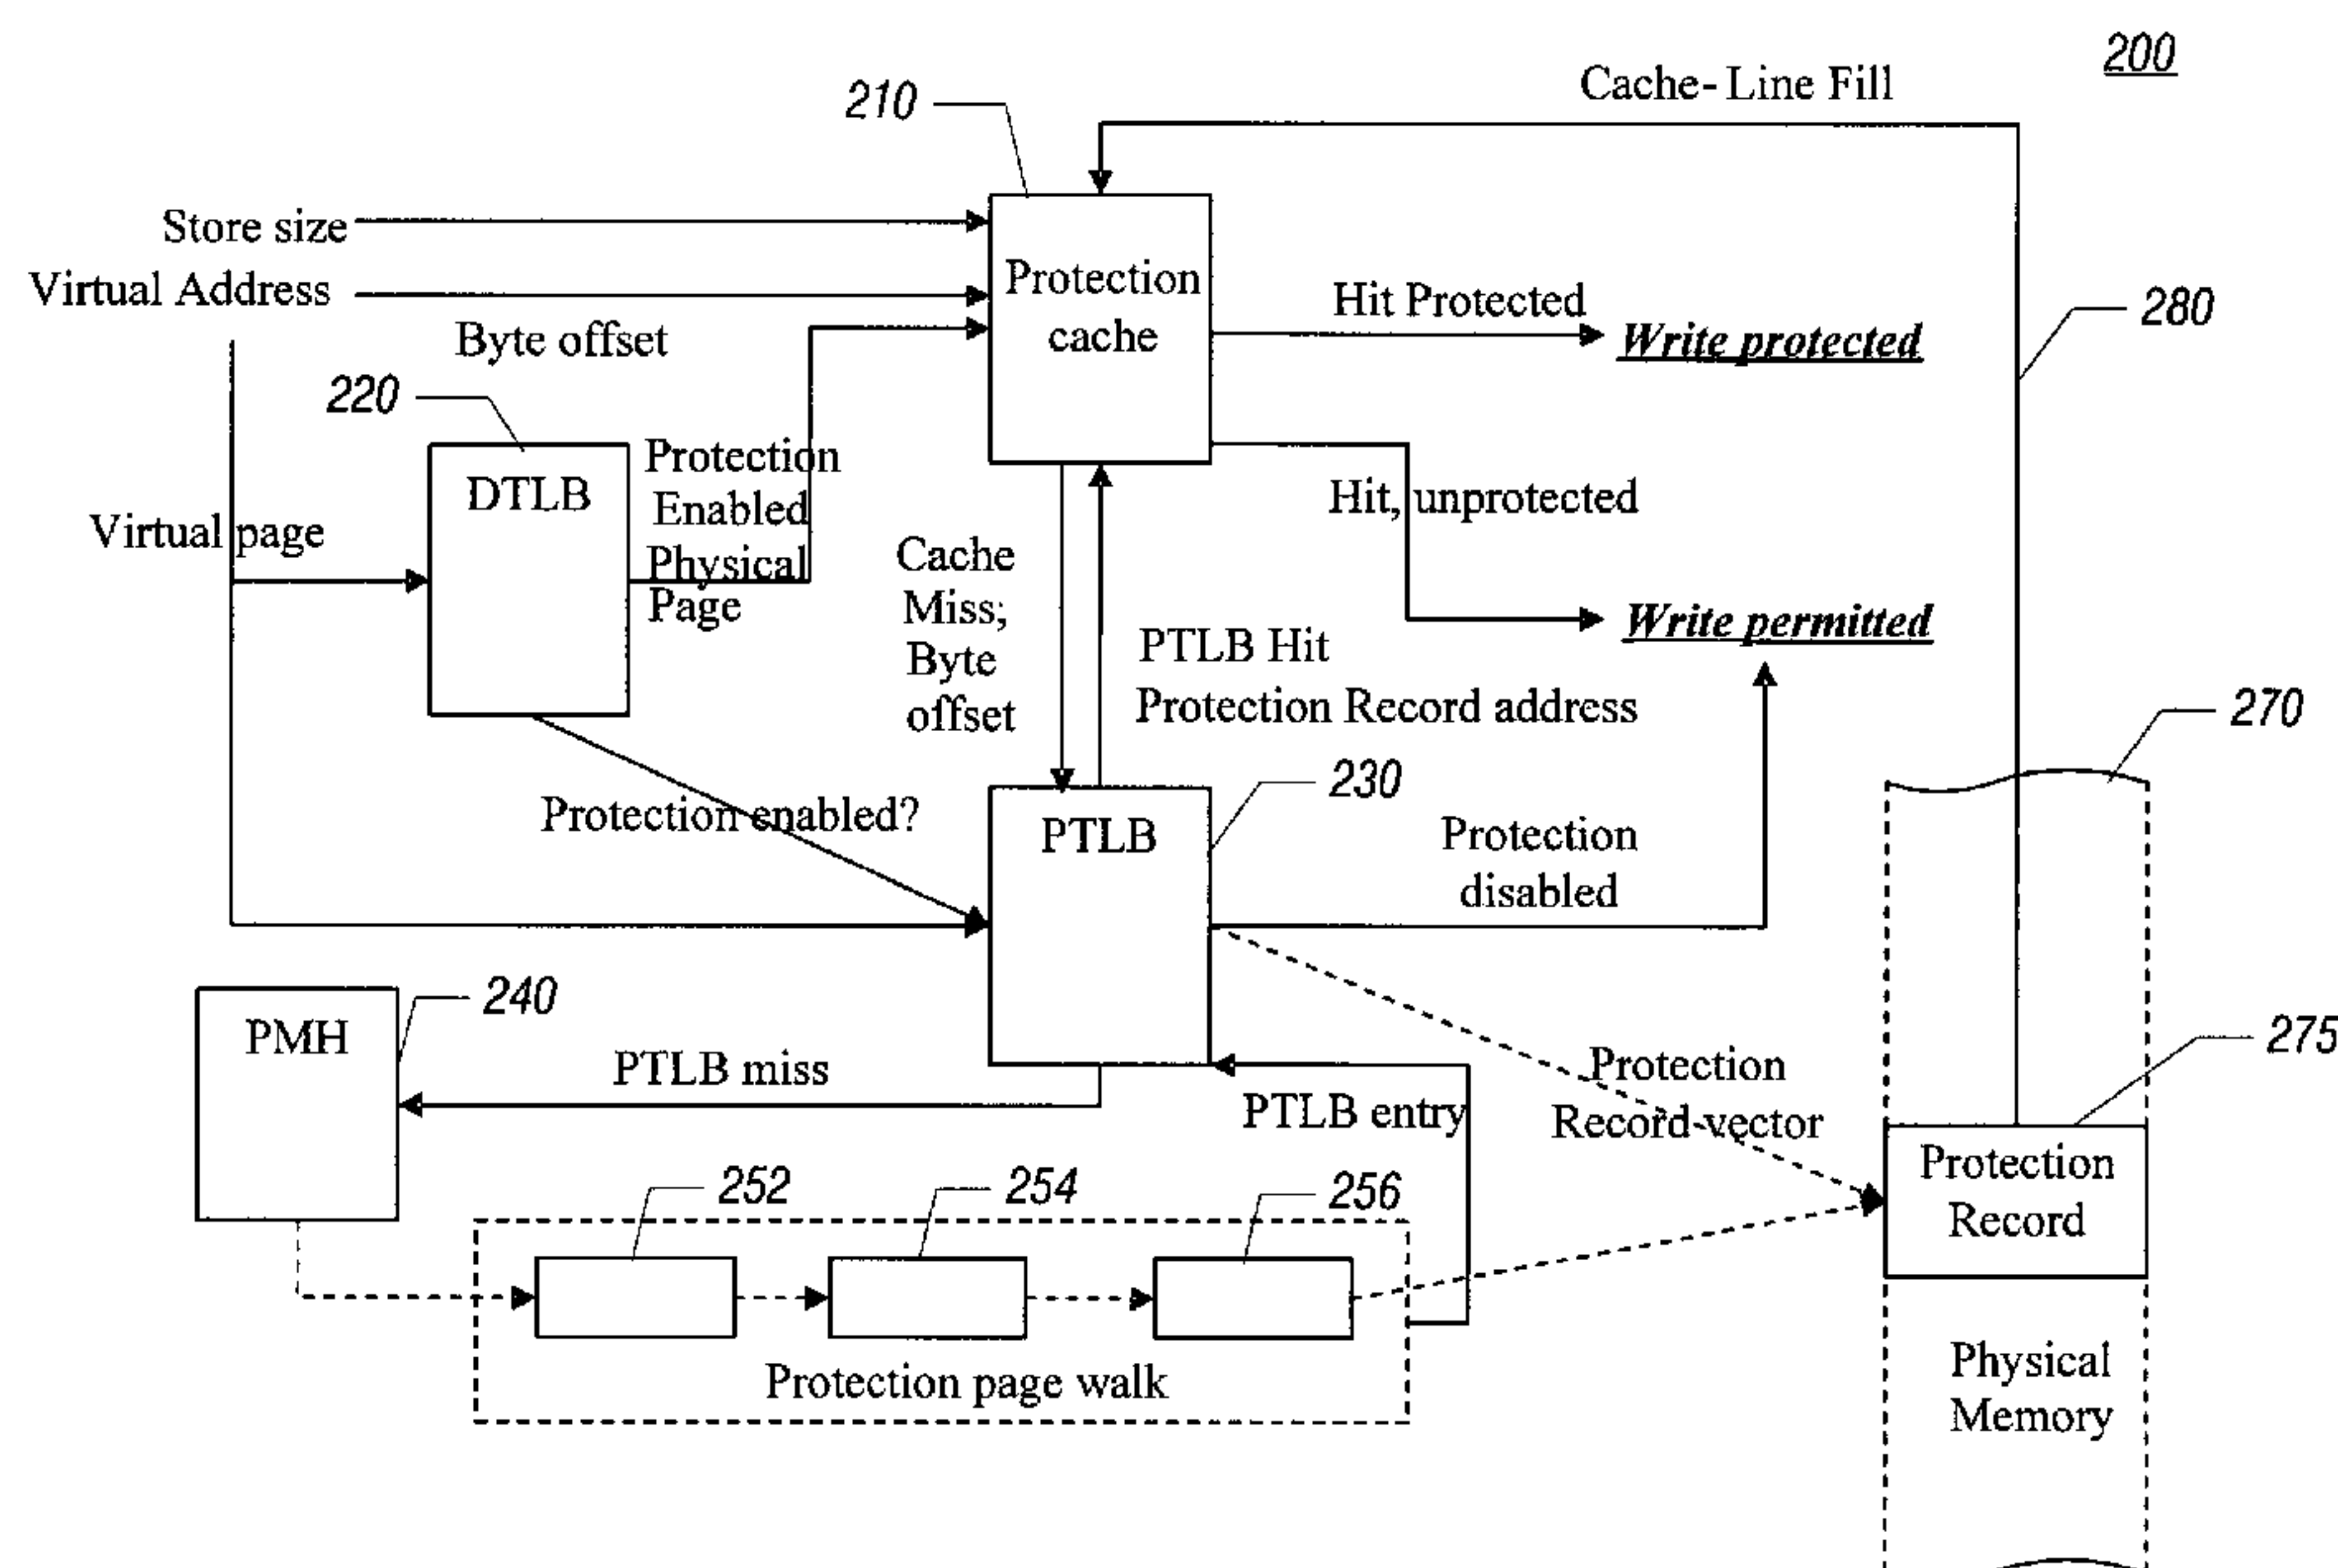 200
Cache- Line Fill
210
Store size
Virtual Address
Byte offset
Protection
cache
Hit Protected
Write protected
280
220
DTLB
Protection
Enabled
Physical
Page
Virtual page
Hit, unprotected
Cache
Miss;
Byte
offset
Write permitted
PTLB Hit
Protection Record address
270
230
Protection enabled?
PTLB
Protection
disabled
240
PMH
PTLB miss
275
Protection
Record vector
PTLB entry
Protection
Record
252
254
256
Protection page walk
Physical
Memory